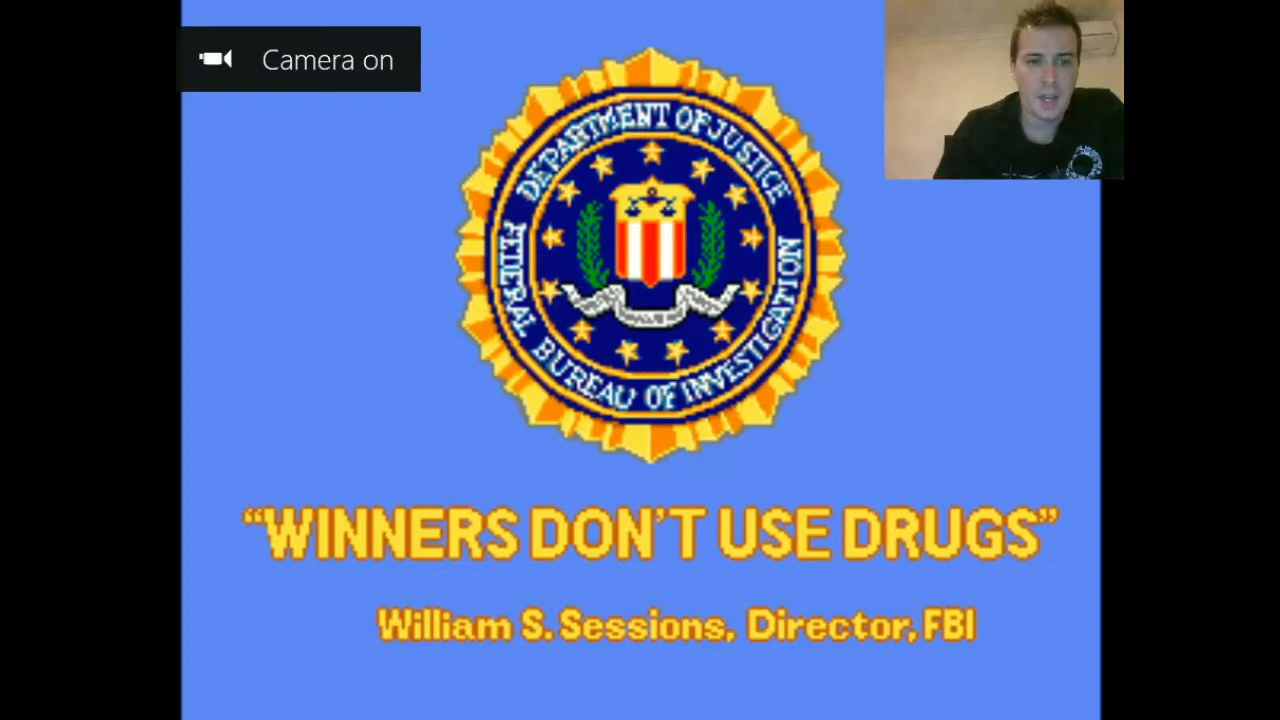 Camera on
DEPARTMENT OF JUSTICE
FEDERAL BUREAU OF INVESTIGATION
“WINNERS DON’T USE DRUGS”
William S. Sessions, Director, FBI